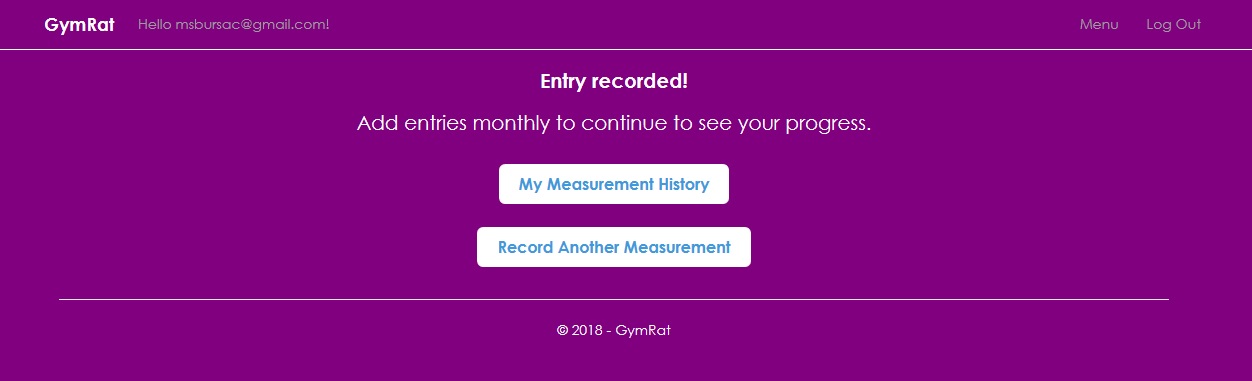 GymRat Hello msbursac@gmail.com! Menu Log Out
Entry recorded!
Add entries monthly to continue to see your progress.
My Measurement History
Record Another Measurement
© 2018 - GymRat